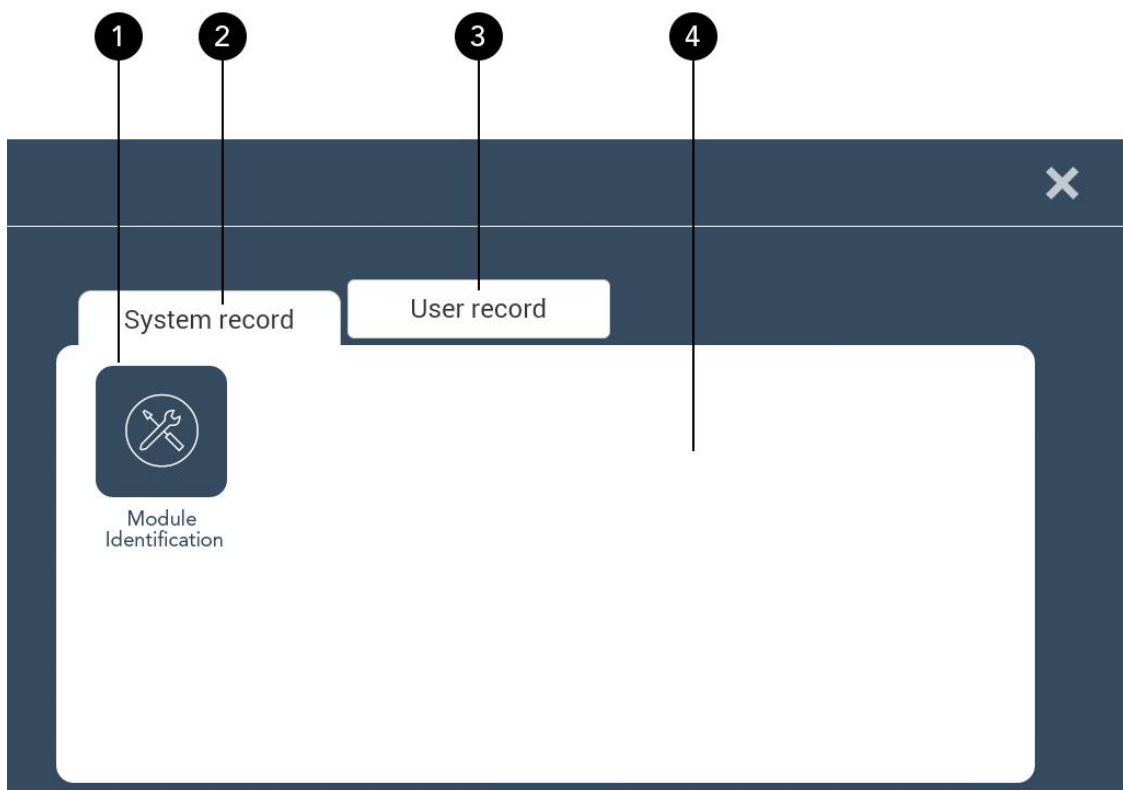 1
2
3
4
System record
User record
Module
Identification